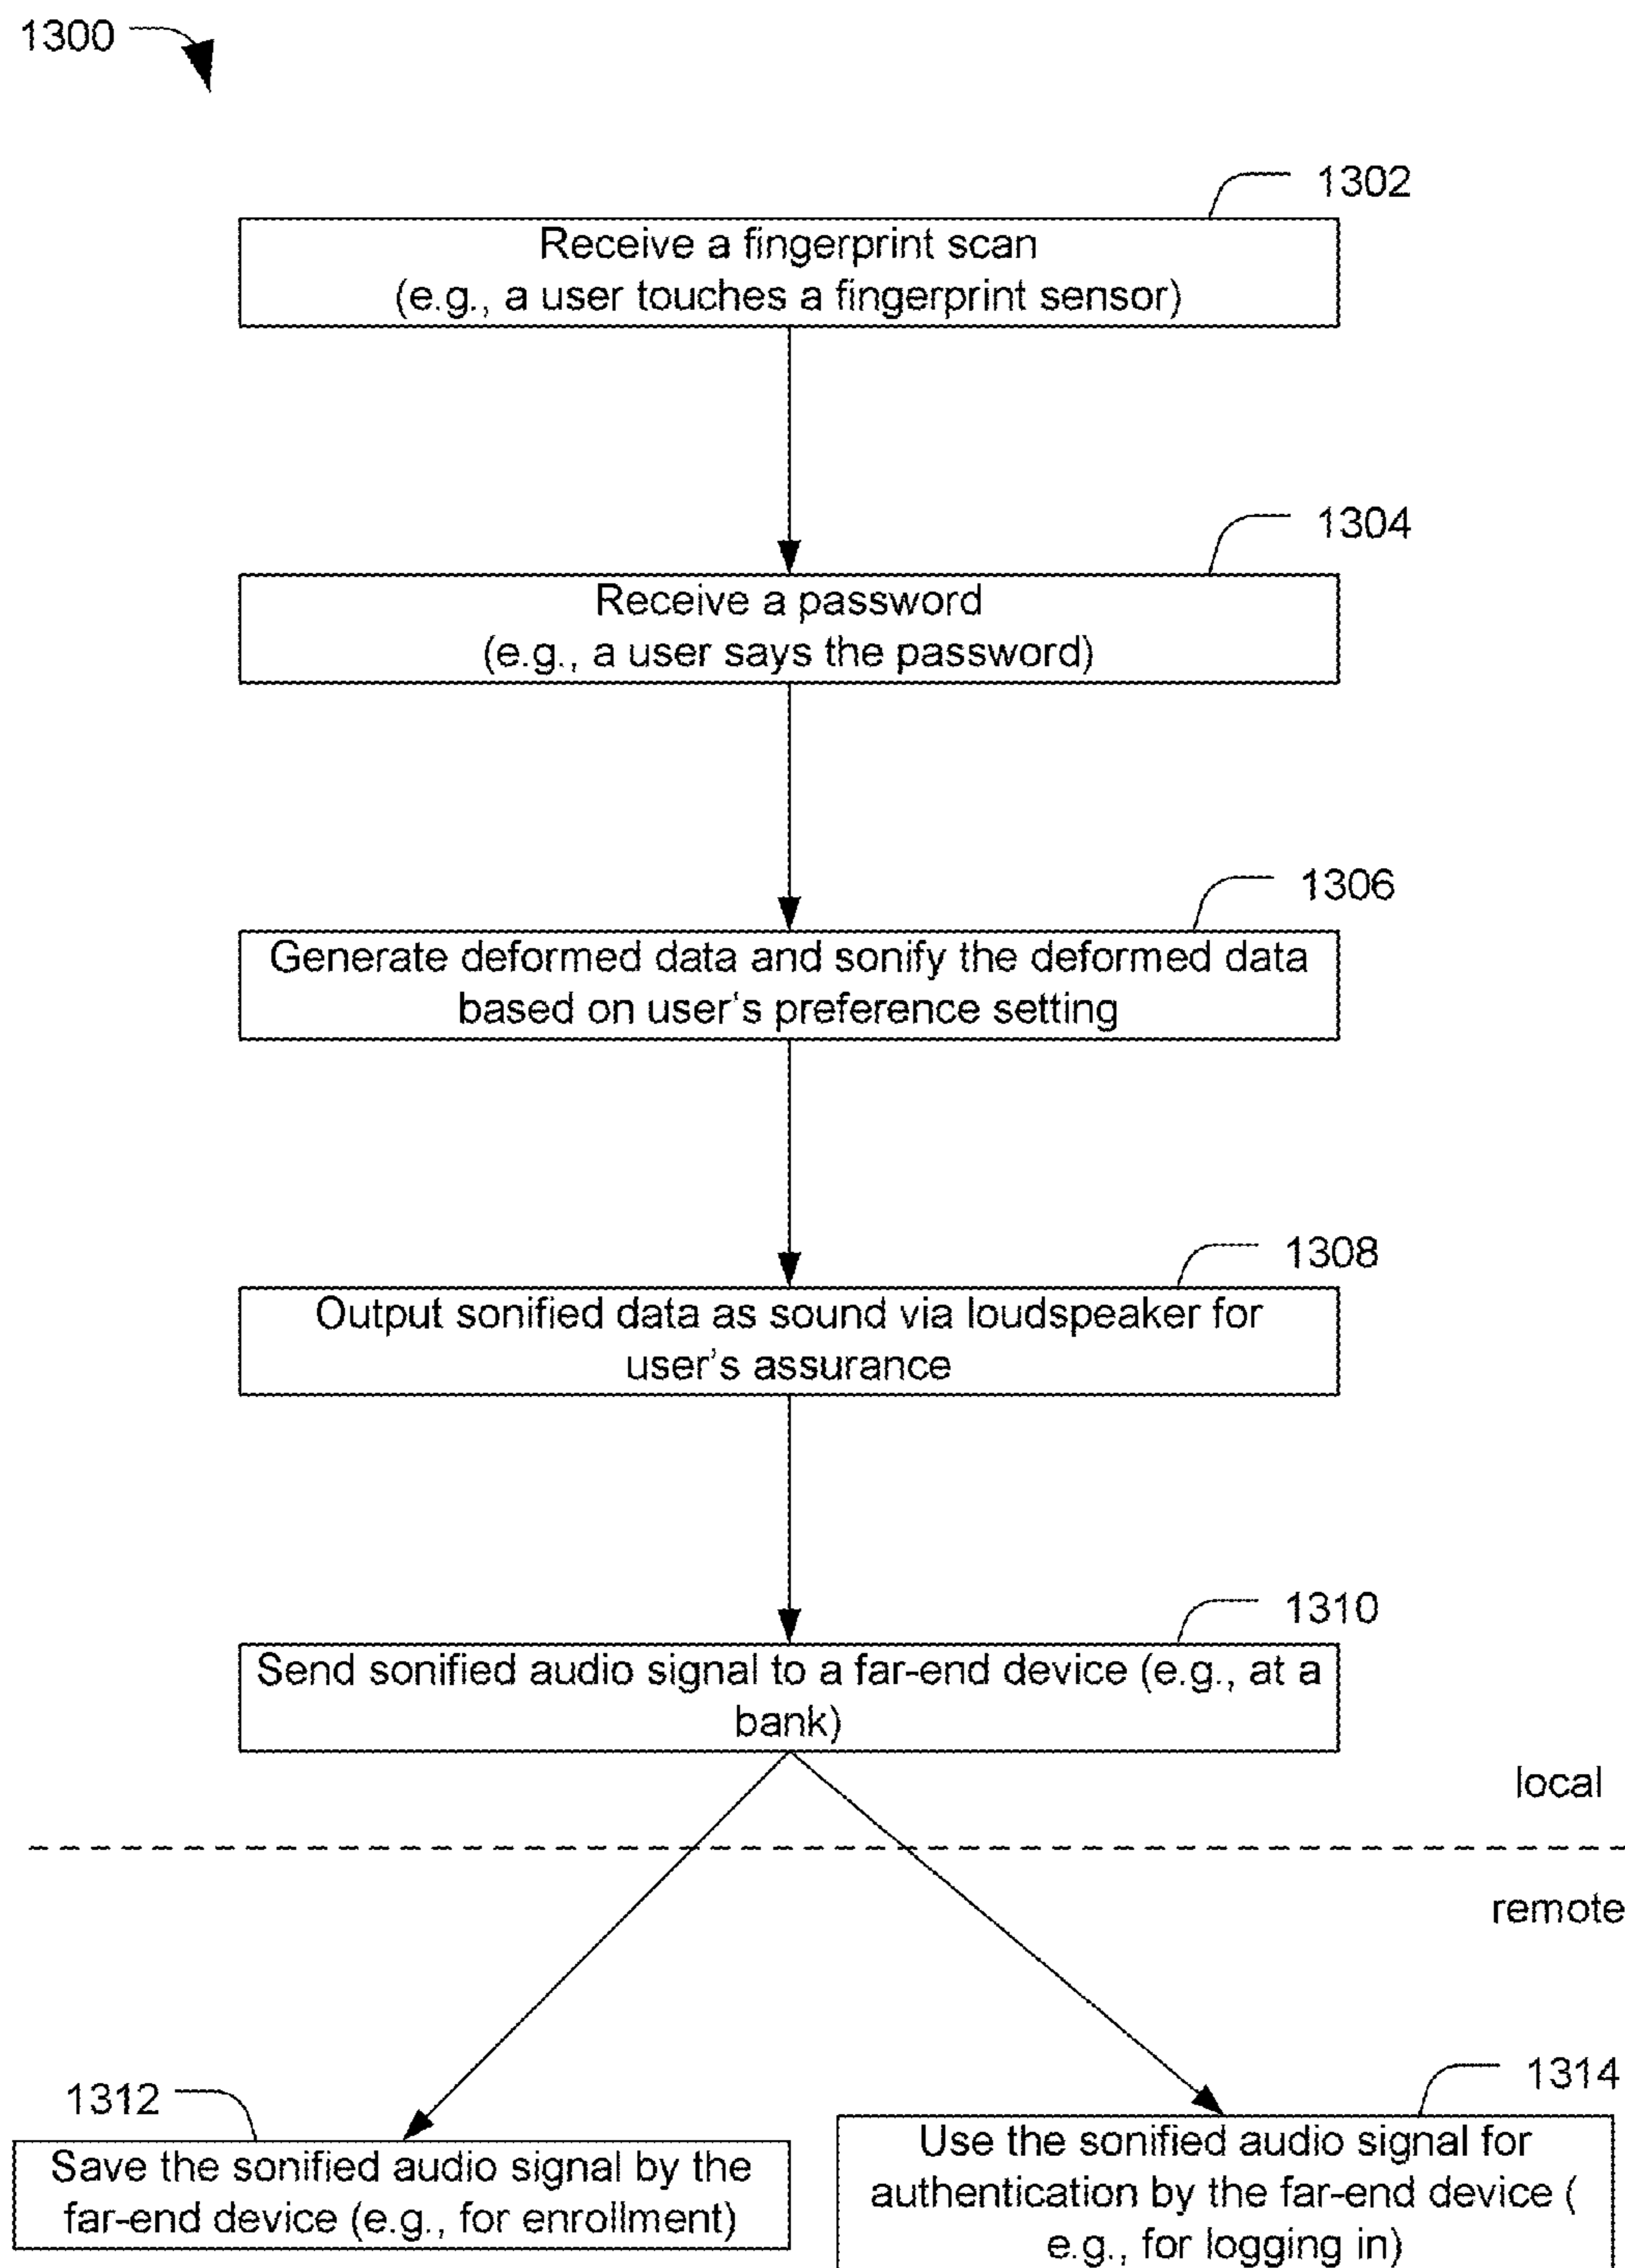 1300
1302
Receive a fingerprint scan
(e.g., a user touches a fingerprint sensor)
1304
Receive a password
(e.g., a user says the password)
1306
Generate deformed data and sonify the deformed data
based on user's preference setting
1308
Output sonified data as sound via loudspeaker for
user's assurance
1310
Send sonified audio signal to a far-end device (e.g., at a
bank)
local
remote
1312
Save the sonified audio signal by the
far-end device (e.g., for enrollment)
1314
Use the sonified audio signal for
authentication by the far-end device (
e.g., for logging in)